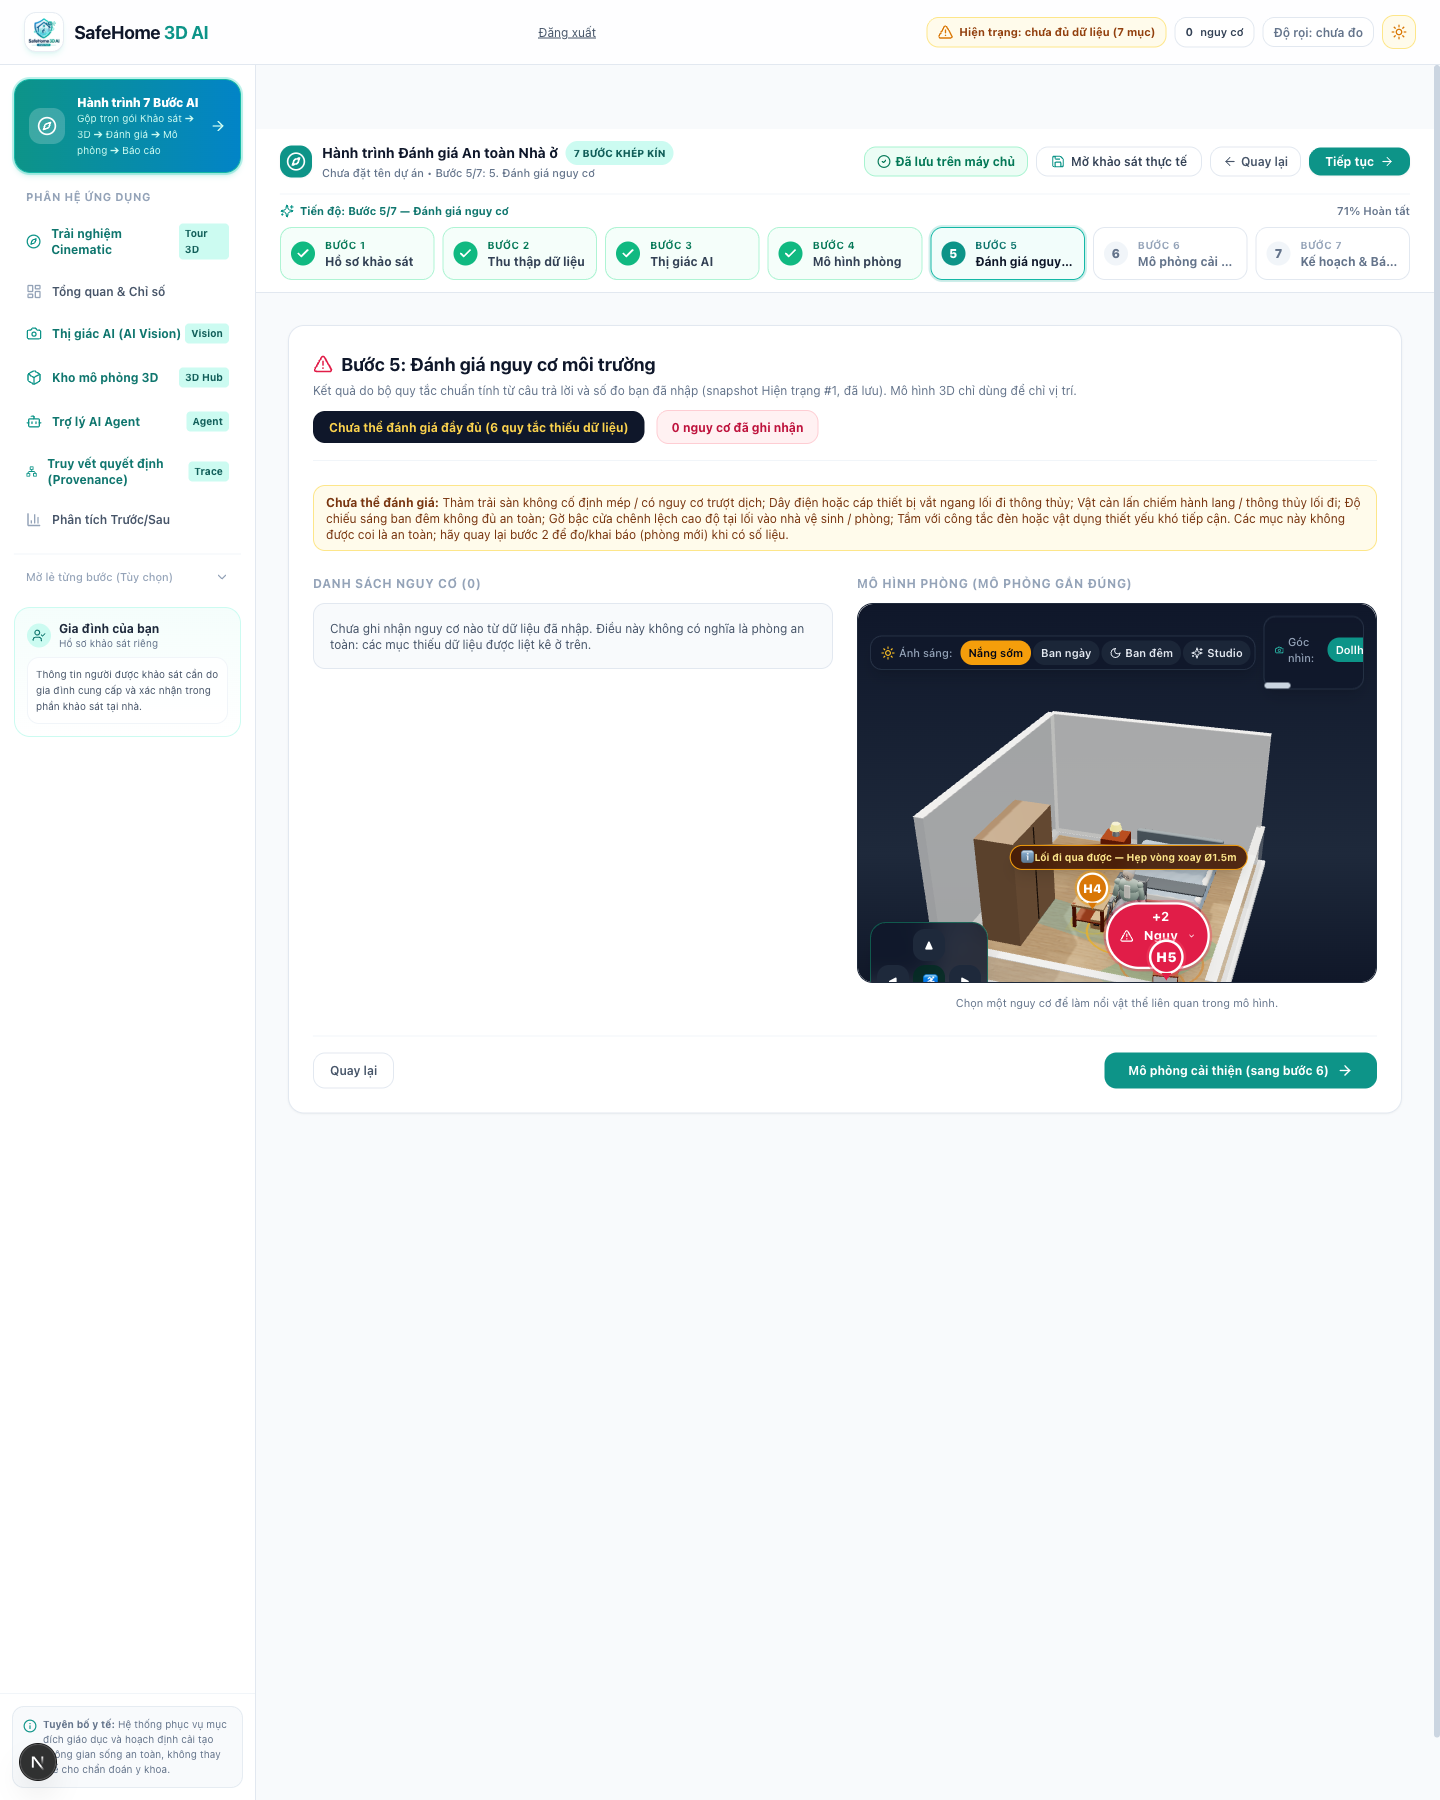 SafeHome 3D AI
Đăng xuất
Hiện trạng: chưa đủ dữ liệu (7 mục)
0 nguy cơ
Độ rọi: chưa đo
Hành trình 7 Bước AI
Gộp trọn gói Khảo sát ➔
3D ➔ Đánh giá ➔ Mô
phỏng ➔ Báo cáo
PHÂN HỆ ỨNG DỤNG
Trải nghiệm
Cinematic
Tour
3D
Tổng quan & Chỉ số
Thị giác AI (AI Vision)
Vision
Kho mô phỏng 3D
3D Hub
Trợ lý AI Agent
Agent
Truy vết quyết định
(Provenance)
Trace
Phân tích Trước/Sau
Mở lẻ từng bước (Tùy chọn)
Gia đình của bạn
Hồ sơ khảo sát riêng
Thông tin người được khảo sát cần do
gia đình cung cấp và xác nhận trong
phần khảo sát tại nhà.
Hành trình Đánh giá An toàn Nhà ở
7 BƯỚC KHÉP KÍN
Chưa đặt tên dự án • Bước 5/7: 5. Đánh giá nguy cơ
Đã lưu trên máy chủ
Mở khảo sát thực tế
Quay lại
Tiếp tục
Tiến độ: Bước 5/7 — Đánh giá nguy cơ
71% Hoàn tất
BƯỚC 1
Hồ sơ khảo sát
BƯỚC 2
Thu thập dữ liệu
BƯỚC 3
Thị giác AI
BƯỚC 4
Mô hình phòng
5
BƯỚC 5
Đánh giá nguy...
6
BƯỚC 6
Mô phỏng cải ...
7
BƯỚC 7
Kế hoạch & Bá...
Bước 5: Đánh giá nguy cơ môi trường
Kết quả do bộ quy tắc chuẩn tính từ câu trả lời và số đo bạn đã nhập (snapshot Hiện trạng #1, đã lưu). Mô hình 3D chỉ dùng để chỉ vị trí.
Chưa thể đánh giá đầy đủ (6 quy tắc thiếu dữ liệu)
0 nguy cơ đã ghi nhận
Chưa thể đánh giá: Thảm trải sàn không cố định mép / có nguy cơ trượt dịch; Dây điện hoặc cáp thiết bị vắt ngang lối đi thông thủy; Vật cản lấn chiếm hành lang / thông thủy lối đi; Độ
chiếu sáng ban đêm không đủ an toàn; Gờ bậc cửa chênh lệch cao độ tại lối vào nhà vệ sinh / phòng; Tầm với công tắc đèn hoặc vật dụng thiết yếu khó tiếp cận. Các mục này không
được coi là an toàn; hãy quay lại bước 2 để đo/khai báo (phòng mới) khi có số liệu.
DANH SÁCH NGUY CƠ (0)
Chưa ghi nhận nguy cơ nào từ dữ liệu đã nhập. Điều này không có nghĩa là phòng an
toàn: các mục thiếu dữ liệu được liệt kê ở trên.
MÔ HÌNH PHÒNG (MÔ PHỎNG GẦN ĐÚNG)
Ánh sáng:
Nắng sớm
Ban ngày
Ban đêm
Studio
Góc
nhìn:
Dollh
Lối đi qua được — Hẹp vòng xoay Ø1.5m
H4
+2
Nguy
H5
Chọn một nguy cơ để làm nổi vật thể liên quan trong mô hình.
Quay lại
Mô phỏng cải thiện (sang bước 6)
Tuyên bố y tế: Hệ thống phục vụ mục
đích giáo dục và hoạch định cải tạo
ông gian sống an toàn, không thay
cho chẩn đoán y khoa.
N